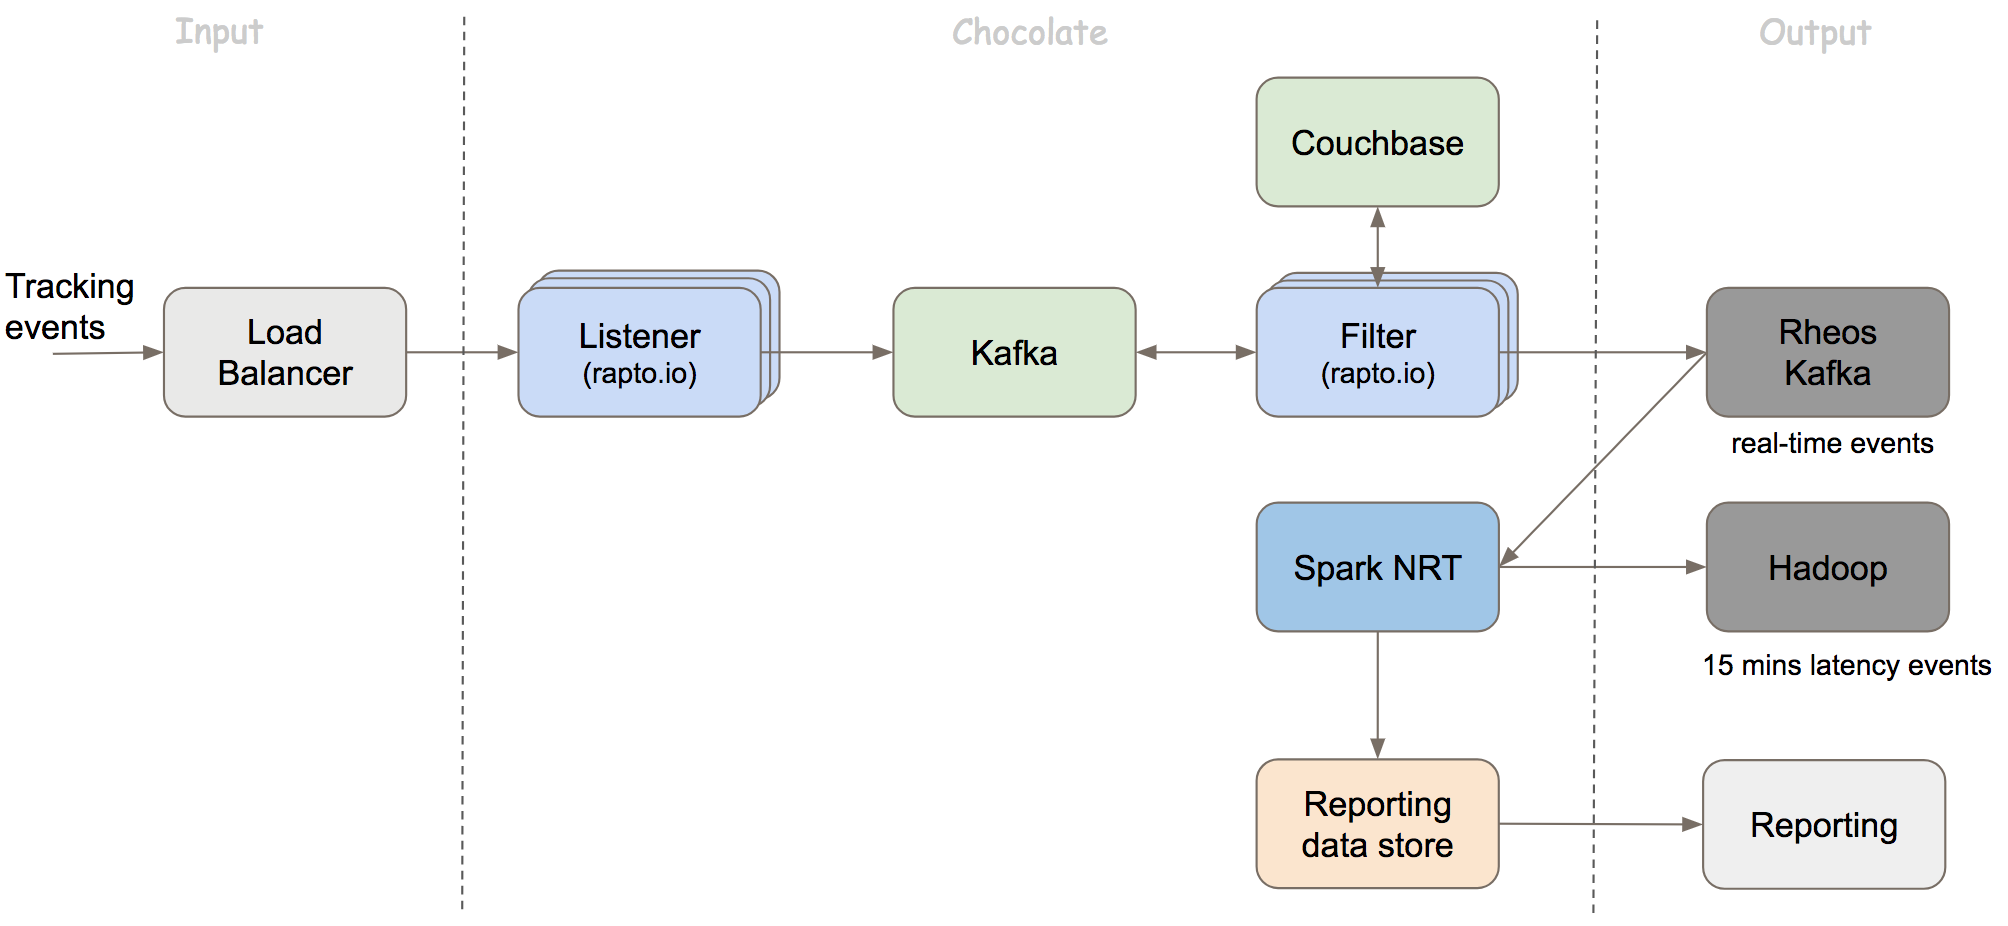 Input
Chocolate
Output
Couchbase
Tracking
events
Load
Balancer
Listener
(rapto.io)
Kafka
Filter
(rapto.io)
Rheos
Kafka
real-time events
Spark NRT
Hadoop
15 mins latency events
Reporting
data store
Reporting